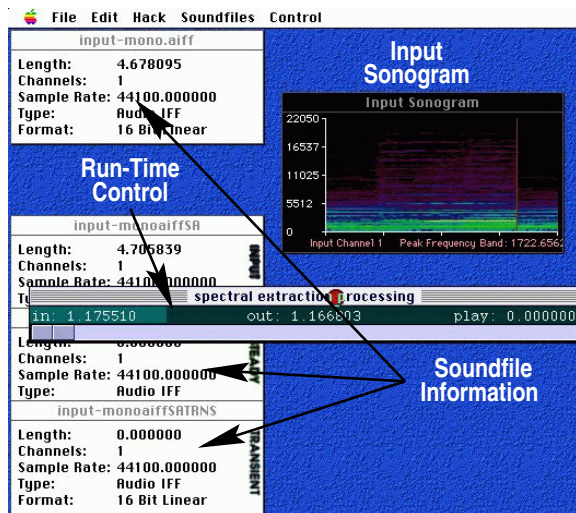 File Edit Hack Soundfiles Control
input-mono.aiff
Length: 4.678095
Channels: 1
Sample Rate: 44100.000000
Type: Audio IFF
Format: 16 Bit Linear
Input
Sonogram
Input Sonogram
22050
16537
11025
5512
0
Input Channel 1 Peak Frequency Band: 1722.6562
Run-Time
Control
input-monoaiffSA
Length: 4.705839
Channels: 1
Sample Rate: 44100.000000
INPUT
spectral extraction processing
in: 1.175510 out: 1.166803 play: 0.000000
Length: 0.000000
Channels: 1
Sample Rate: 44100.000000
Type: Audio IFF
Soundfile
Information
input-monoaiffSATRNS
Length: 0.000000
Channels: 1
Sample Rate: 44100.000000
Type: Audio IFF
Format: 16 Bit Linear
TRANSIENT